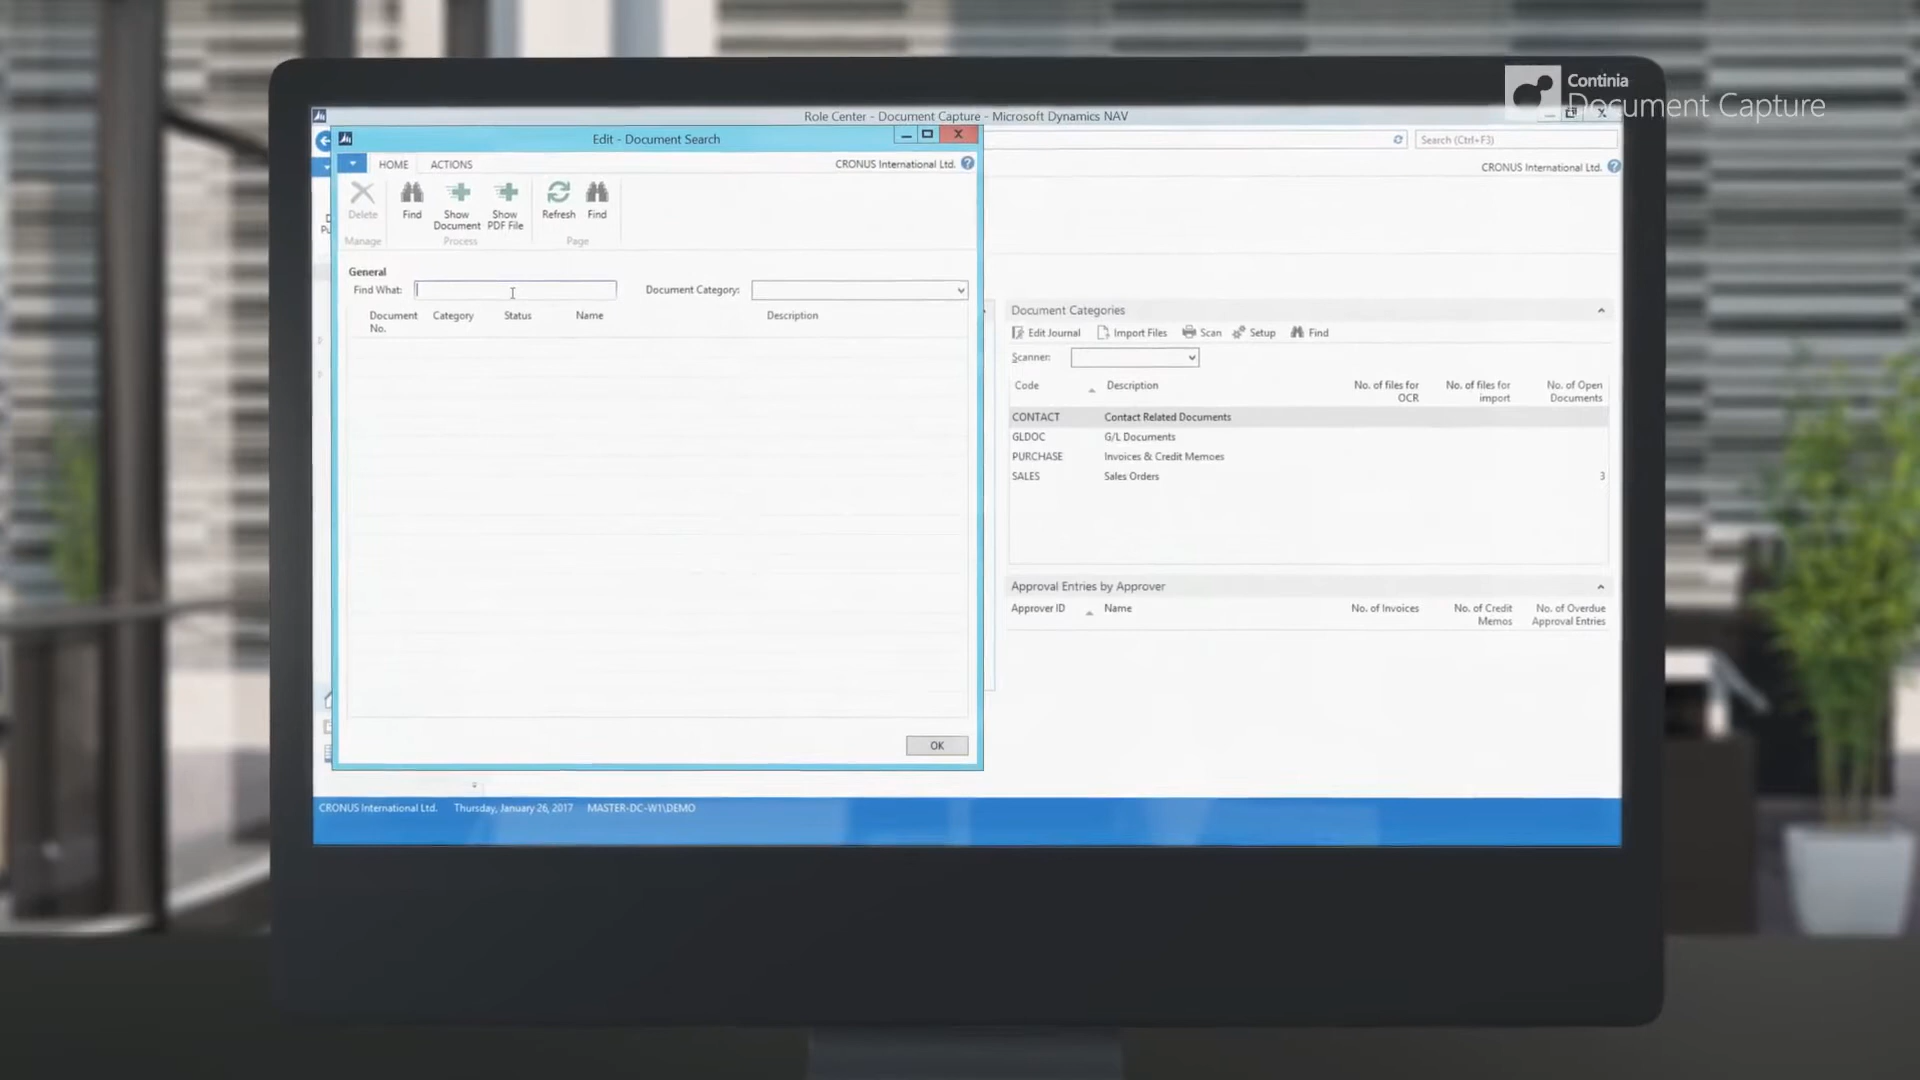 Continia
Document Capture
Role Center - Document Capture - Microsoft Dynamics NAV
Edit - Document Search
Search (Ctrl+F3)
HOME ACTIONS
CRONUS International Ltd.
CRONUS International Ltd.
Delete
Find
Show Document
Show PDF File
Refresh
Find
Manage
Process
Page
General
Find What:
Document Category:
Document No.
Category
Status
Name
Description
OK
Document Categories
Edit Journal
Import Files
Scan
Setup
Find
Scanner:
Code
Description
No. of files for OCR
No. of files for import
No. of Open Documents
CONTACT Contact Related Documents
GLDOC G/L Documents
PURCHASE Invoices & Credit Memoes
SALES Sales Orders 3
Approval Entries by Approver
Approver ID
Name
No. of Invoices
No. of Credit Memos
No. of Overdue Approval Entries
CRONUS International Ltd. Thursday, January 26, 2017 MASTER-DC-W1\DEMO